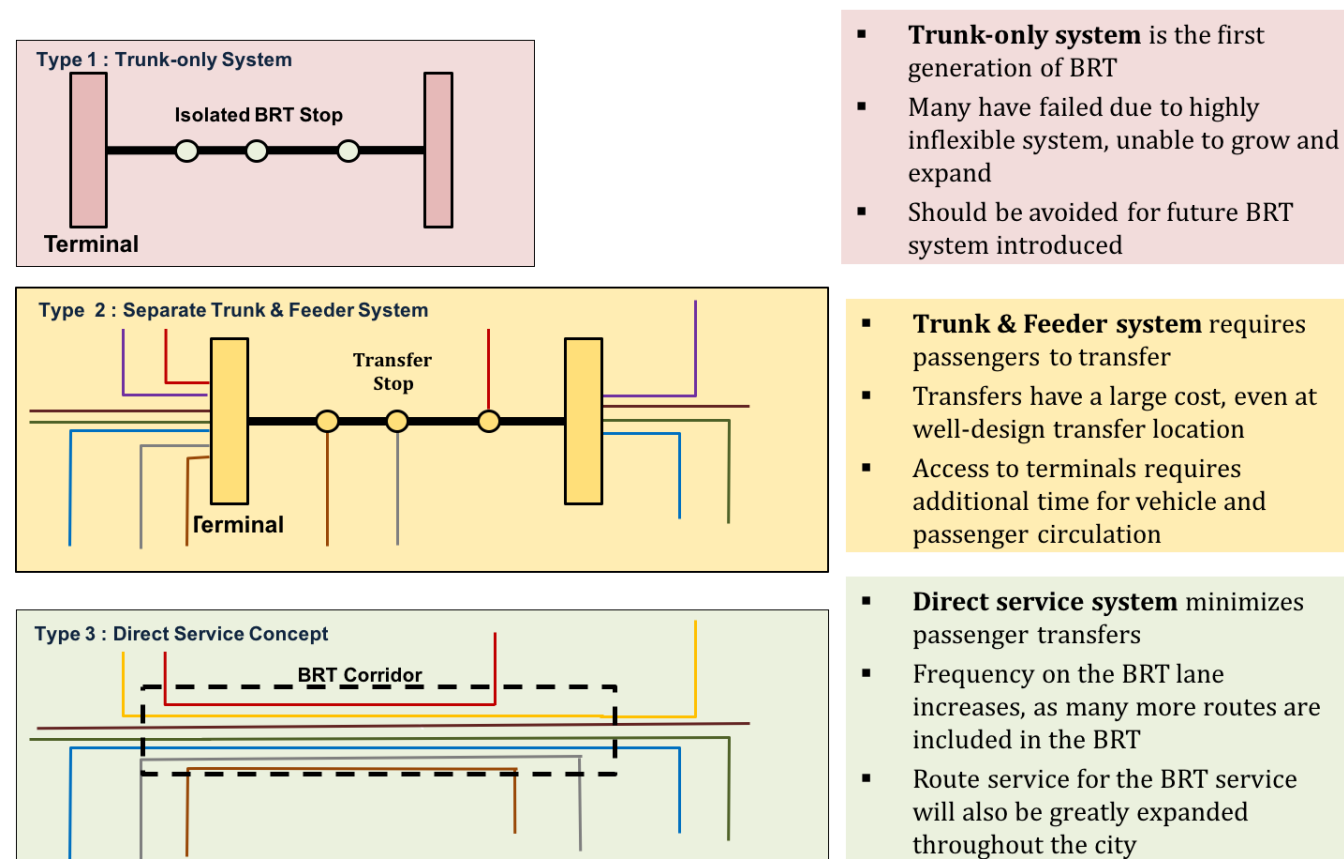 Type 1 : Trunk-only System
Isolated BRT Stop
Terminal
▪ Trunk-only system is the first
generation of BRT
▪ Many have failed due to highly
inflexible system, unable to grow and
expand
▪ Should be avoided for future BRT
system introduced
Type 2 : Separate Trunk & Feeder System
Transfer
Stop
Terminal
▪ Trunk & Feeder system requires
passengers to transfer
▪ Transfers have a large cost, even at
well-design transfer location
▪ Access to terminals requires
additional time for vehicle and
passenger circulation
Type 3 : Direct Service Concept
BRT Corridor
▪ Direct service system minimizes
passenger transfers
▪ Frequency on the BRT lane
increases, as many more routes are
included in the BRT
▪ Route service for the BRT service
will also be greatly expanded
throughout the city